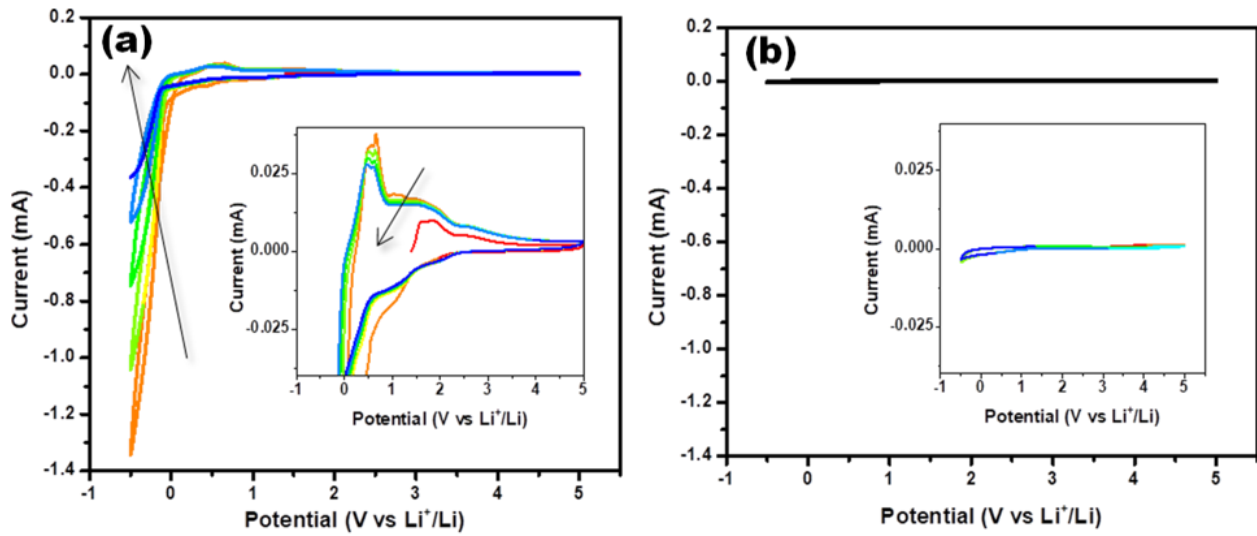 (a)
0.2
0.0
-0.2
-0.4
-0.6
-0.8
-1.0
-1.2
-1.4
Current (mA)
-1 0 1 2 3 4 5
Potential (V vs Li⁺/Li)
0.025
0.000
-0.025
Current (mA)
-1 0 1 2 3 4 5
Potential (V vs Li⁺/Li)
(b)
0.2
0.0
-0.2
-0.4
-0.6
-0.8
-1.0
-1.2
-1.4
Current (mA)
-1 0 1 2 3 4 5
Potential (V vs Li⁺/Li)
0.025
0.000
-0.025
Current (mA)
-1 0 1 2 3 4 5
Potential (V vs Li⁺/Li)